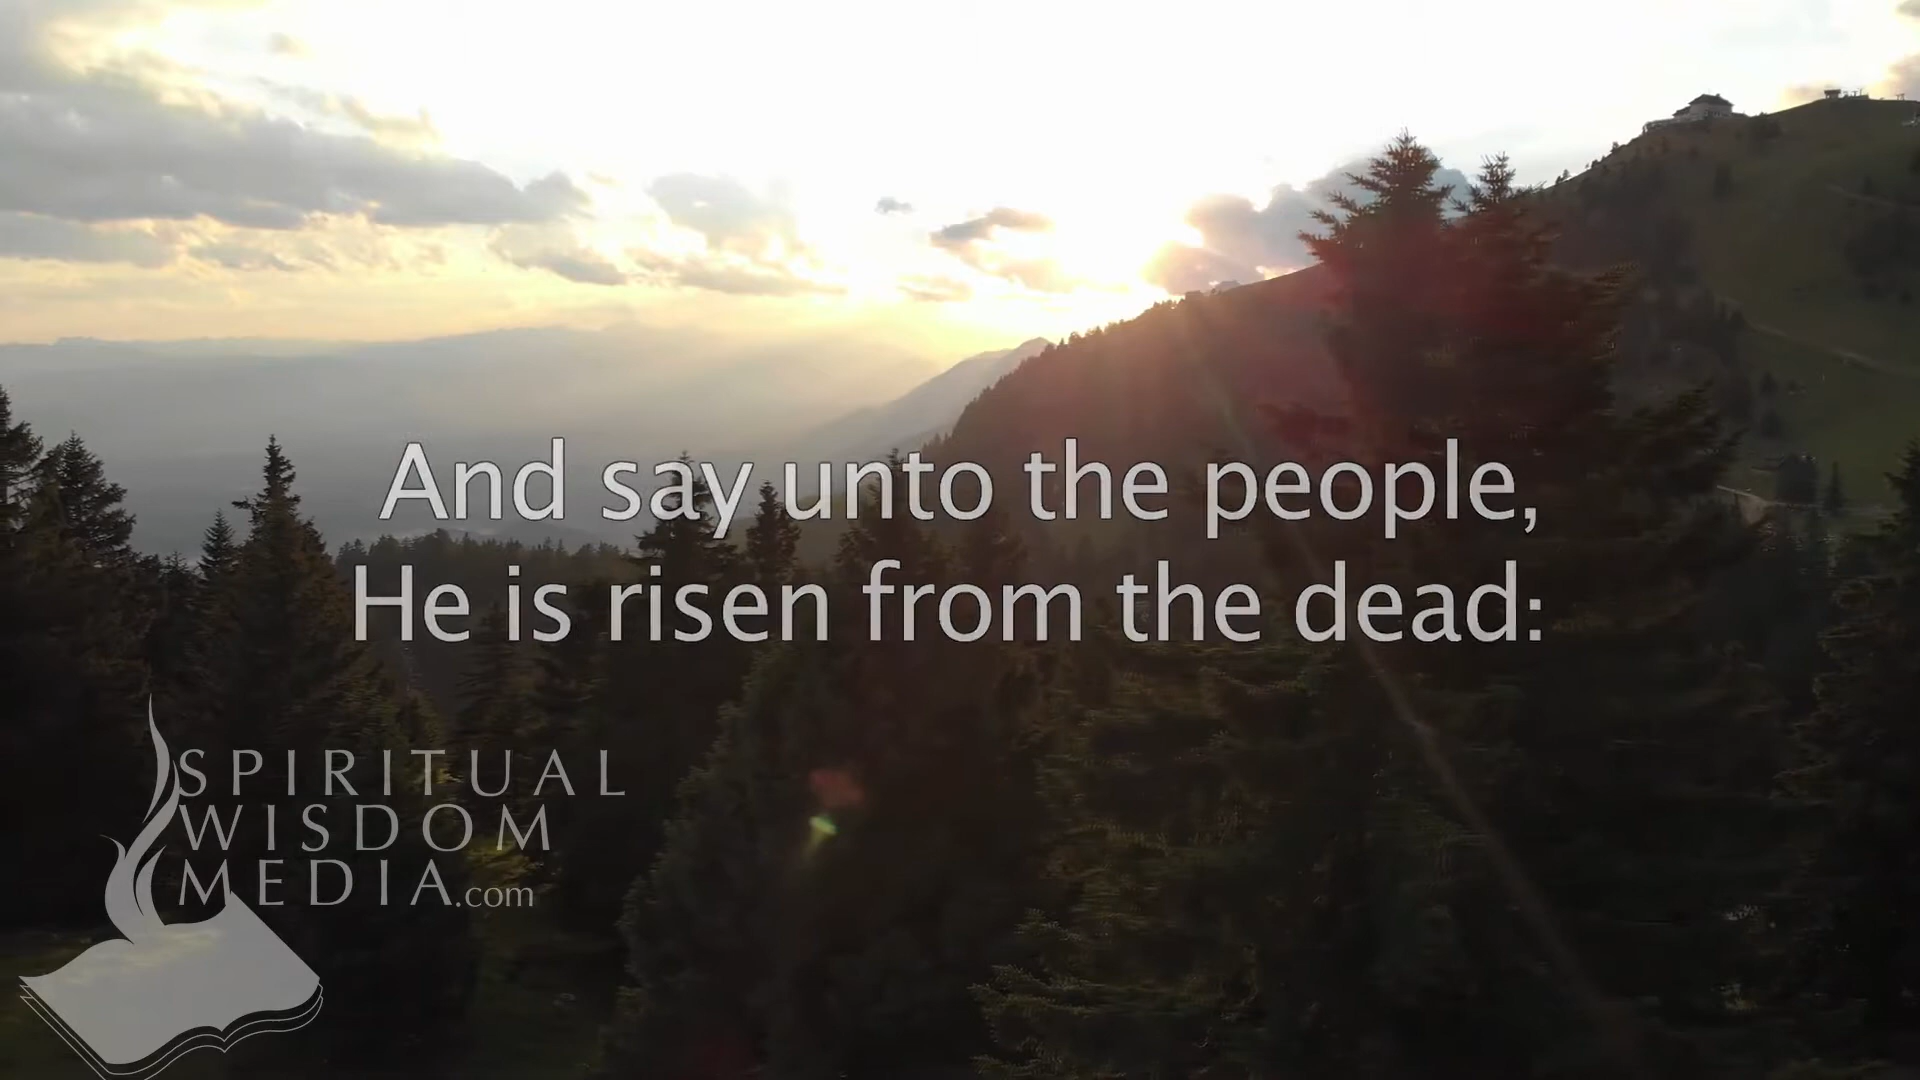 And say unto the people,
He is risen from the dead:
SPIRITUAL
WISDOM
MEDIA.com